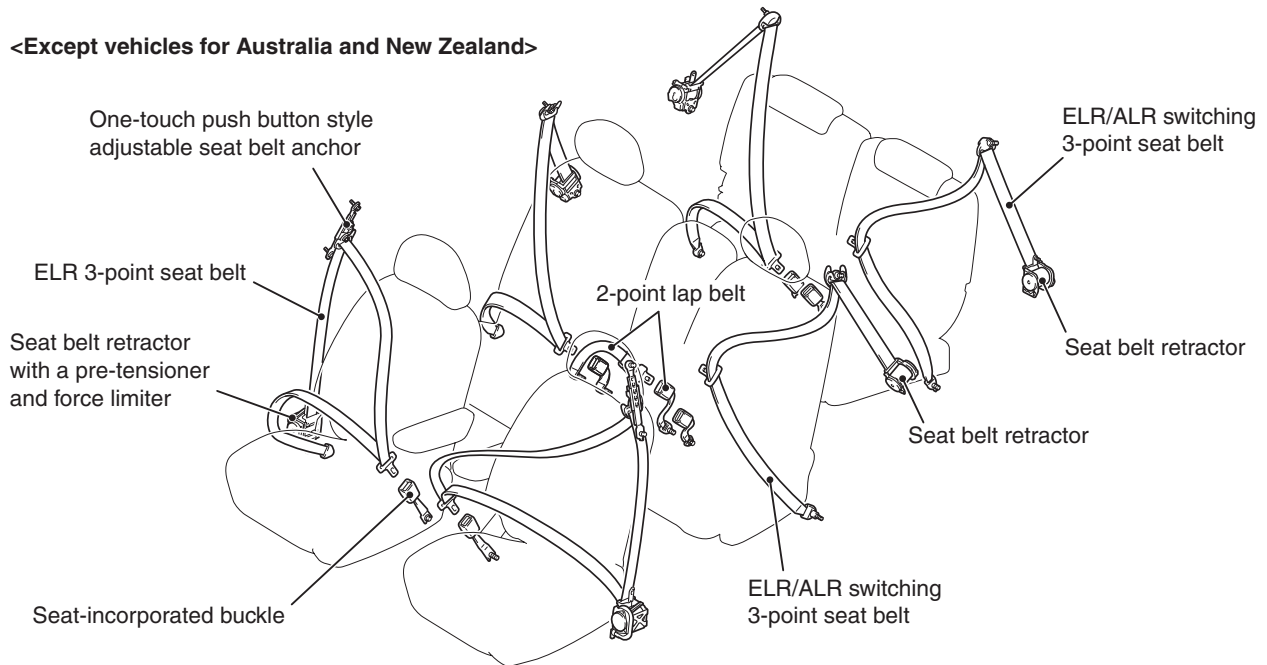 <Except vehicles for Australia and New Zealand>
One-touch push button style
adjustable seat belt anchor
ELR/ALR switching
3-point seat belt
ELR 3-point seat belt
2-point lap belt
Seat belt retractor
with a pre-tensioner
and force limiter
Seat belt retractor
Seat belt retractor
Seat-incorporated buckle
ELR/ALR switching
3-point seat belt